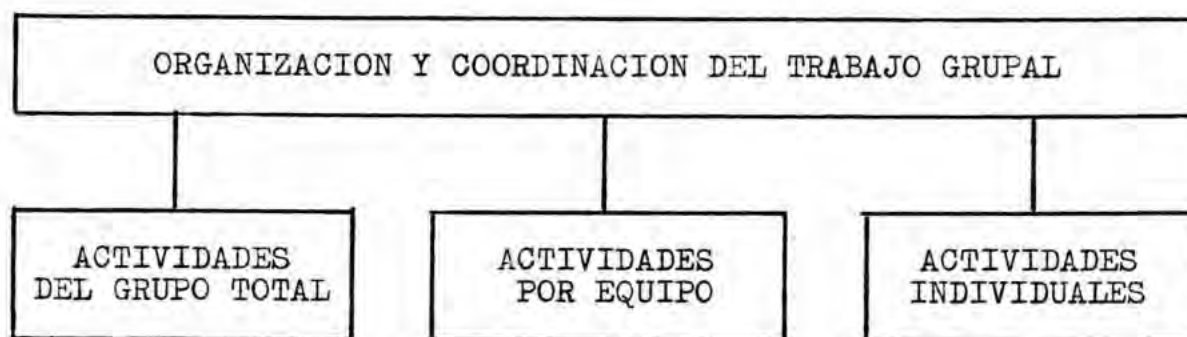 ORGANIZACION Y COORDINACION DEL TRABAJO GRUPAL
ACTIVIDADES
DEL GRUPO TOTAL
ACTIVIDADES
POR EQUIPO
ACTIVIDADES
INDIVIDUALES